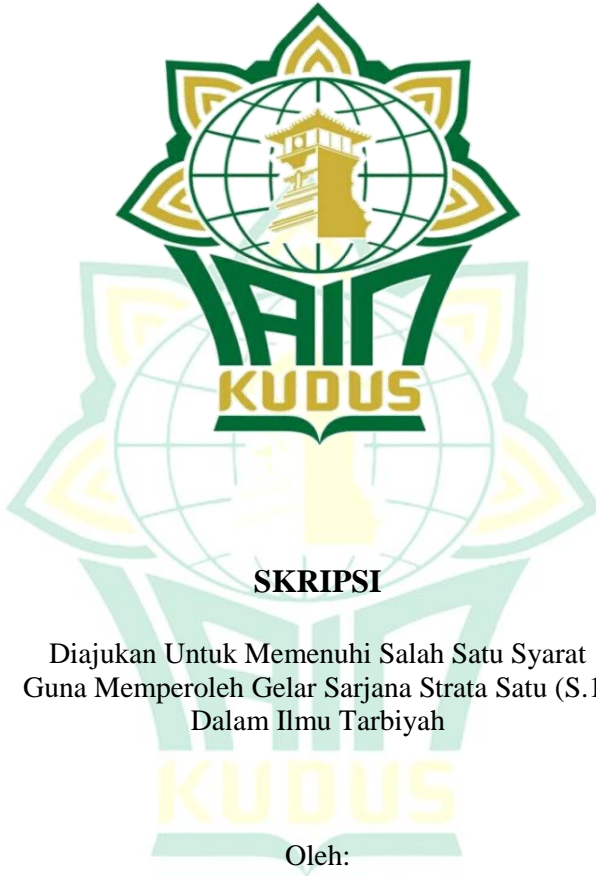 IAIN
KUDUS
SKRIPSI
Diajukan Untuk Memenuhi Salah Satu Syarat
Guna Memperoleh Gelar Sarjana Strata Satu (S.1
Dalam Ilmu Tarbiyah
IAIN
KUDUS
Oleh: